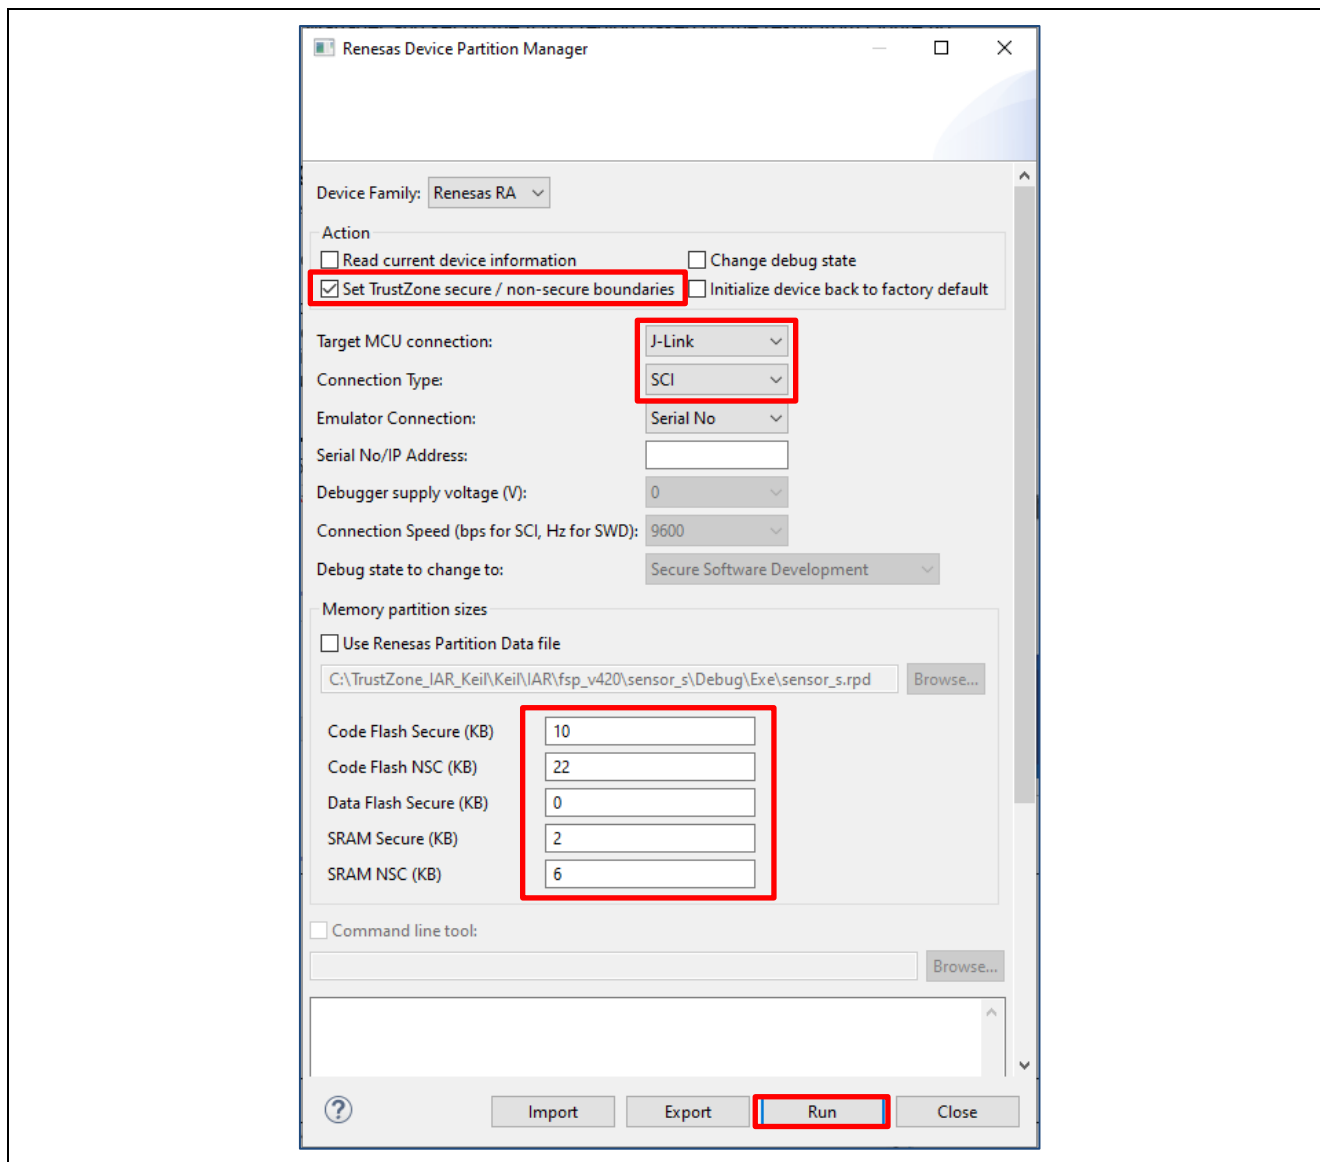 Renesas Device Partition Manager
Device Family: Renesas RA
Action
Read current device information Change debug state
Set TrustZone secure / non-secure boundaries Initialize device back to factory default
Target MCU connection: J-Link
Connection Type: SCI
Emulator Connection: Serial No
Serial No/IP Address:
Debugger supply voltage (V): 0
Connection Speed (bps for SCI, Hz for SWD): 9600
Debug state to change to: Secure Software Development
Memory partition sizes
Use Renesas Partition Data file
C:\TrustZone_IAR_Keil\Keil\IAR\fsp_v420\sensor_s\Debug\Exe\sensor_s.rpd Browse...
Code Flash Secure (KB) 10
Code Flash NSC (KB) 22
Data Flash Secure (KB) 0
SRAM Secure (KB) 2
SRAM NSC (KB) 6
Command line tool:
Browse...
? Import Export Run Close